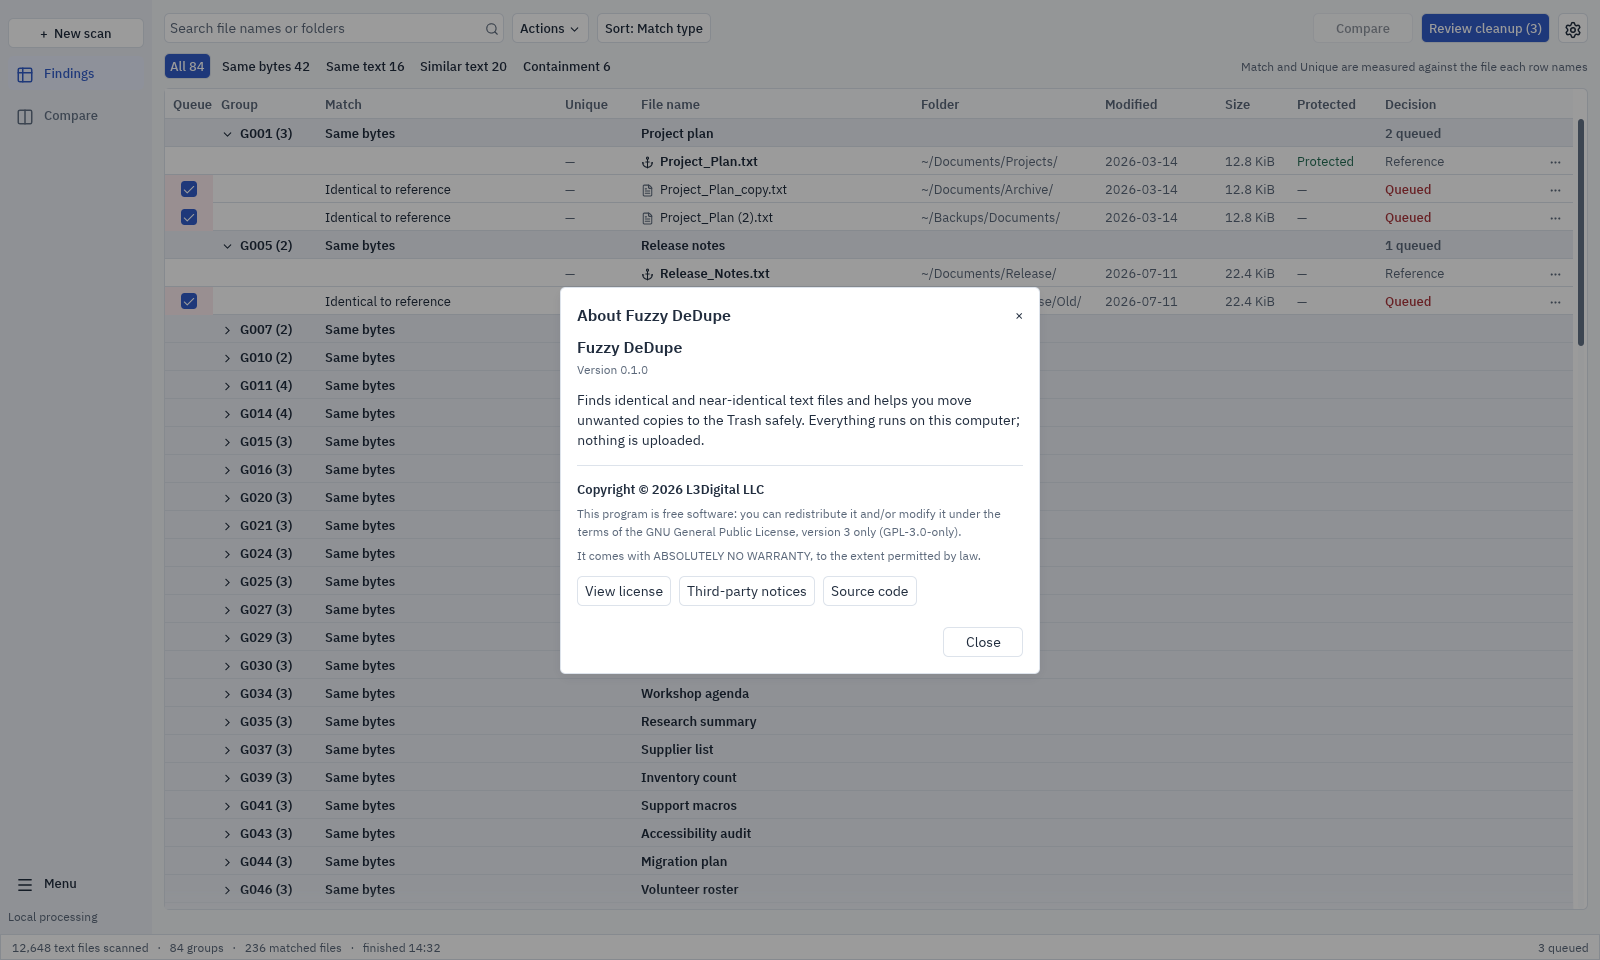 + New scan
Findings
Compare
Menu
Local processing
Search file names or folders
Actions
Sort: Match type
Compare
Review cleanup (3)
All 84 Same bytes 42 Same text 16 Similar text 20 Containment 6
Match and Unique are measured against the file each row names
Queue Group Match Unique File name Folder Modified Size Protected Decision
G001 (3) Same bytes Project plan 2 queued
— Project_Plan.txt ~/Documents/Projects/ 2026-03-14 12.8 KiB Protected Reference ···
Identical to reference — Project_Plan_copy.txt ~/Documents/Archive/ 2026-03-14 12.8 KiB — Queued ···
Identical to reference — Project_Plan (2).txt ~/Backups/Documents/ 2026-03-14 12.8 KiB — Queued ···
G005 (2) Same bytes Release notes 1 queued
— Release_Notes.txt ~/Documents/Release/ 2026-07-11 22.4 KiB — Reference ···
Identical to reference se/Old/ 2026-07-11 22.4 KiB — Queued ···
G007 (2) Same bytes
G010 (2) Same bytes
G011 (4) Same bytes
G014 (4) Same bytes
G015 (3) Same bytes
G016 (3) Same bytes
G020 (3) Same bytes
G021 (3) Same bytes
G024 (3) Same bytes
G025 (3) Same bytes
G027 (3) Same bytes
G029 (3) Same bytes
G030 (3) Same bytes
G034 (3) Same bytes Workshop agenda
G035 (3) Same bytes Research summary
G037 (3) Same bytes Supplier list
G039 (3) Same bytes Inventory count
G041 (3) Same bytes Support macros
G043 (3) Same bytes Accessibility audit
G044 (3) Same bytes Migration plan
G046 (3) Same bytes Volunteer roster
About Fuzzy DeDupe ×
Fuzzy DeDupe
Version 0.1.0
Finds identical and near-identical text files and helps you move
unwanted copies to the Trash safely. Everything runs on this computer;
nothing is uploaded.
Copyright © 2026 L3Digital LLC
This program is free software: you can redistribute it and/or modify it under the
terms of the GNU General Public License, version 3 only (GPL-3.0-only).
It comes with ABSOLUTELY NO WARRANTY, to the extent permitted by law.
View license Third-party notices Source code
Close
12,648 text files scanned · 84 groups · 236 matched files · finished 14:32
3 queued